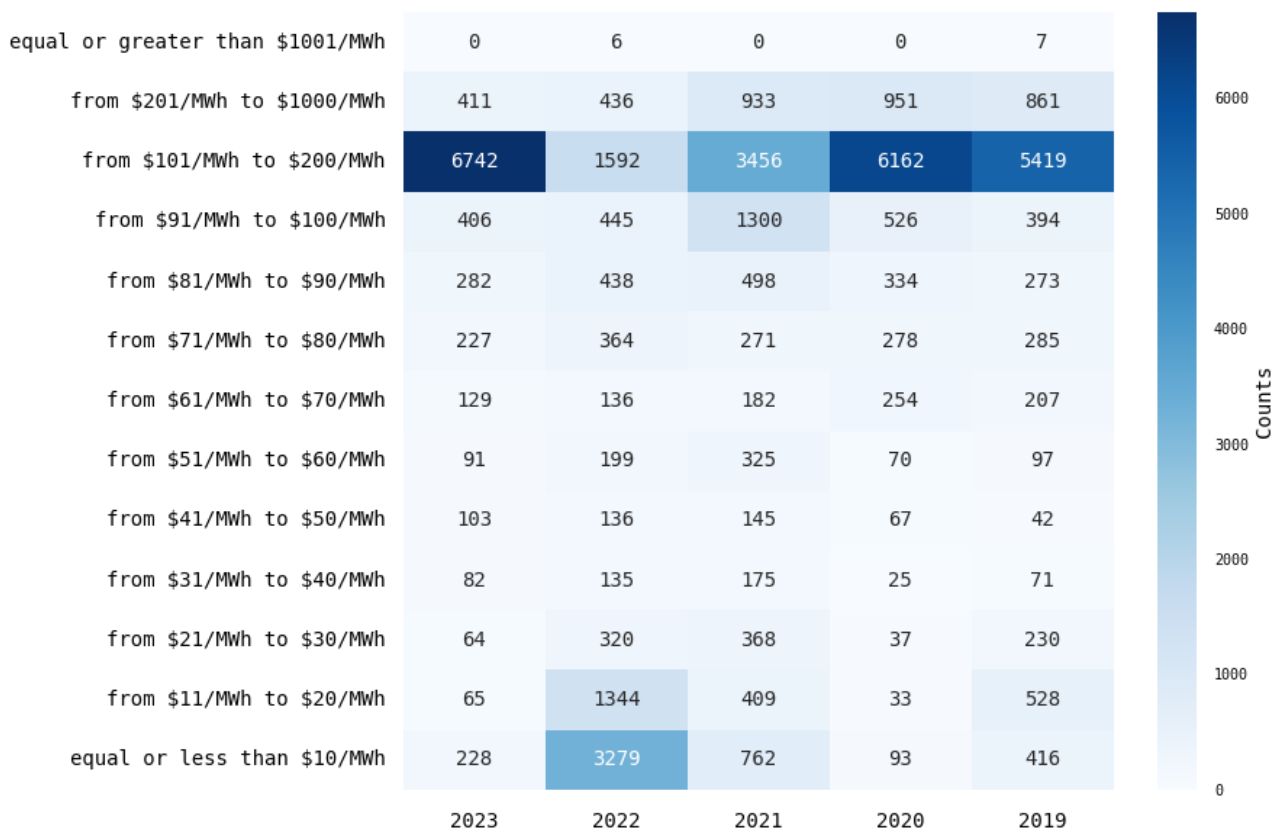 equal or greater than $1001/MWh 0 6 0 0 7
from $201/MWh to $1000/MWh 411 436 933 951 861
6000
from $101/MWh to $200/MWh 6742 1592 3456 6162 5419
5000
from $91/MWh to $100/MWh 406 445 1300 526 394
from $81/MWh to $90/MWh 282 438 498 334 273
4000
from $71/MWh to $80/MWh 227 364 271 278 285
from $61/MWh to $70/MWh 129 136 182 254 207
Counts
3000
from $51/MWh to $60/MWh 91 199 325 70 97
from $41/MWh to $50/MWh 103 136 145 67 42
2000
from $31/MWh to $40/MWh 82 135 175 25 71
from $21/MWh to $30/MWh 64 320 368 37 230
1000
from $11/MWh to $20/MWh 65 1344 409 33 528
equal or less than $10/MWh 228 3279 762 93 416
0
2023 2022 2021 2020 2019